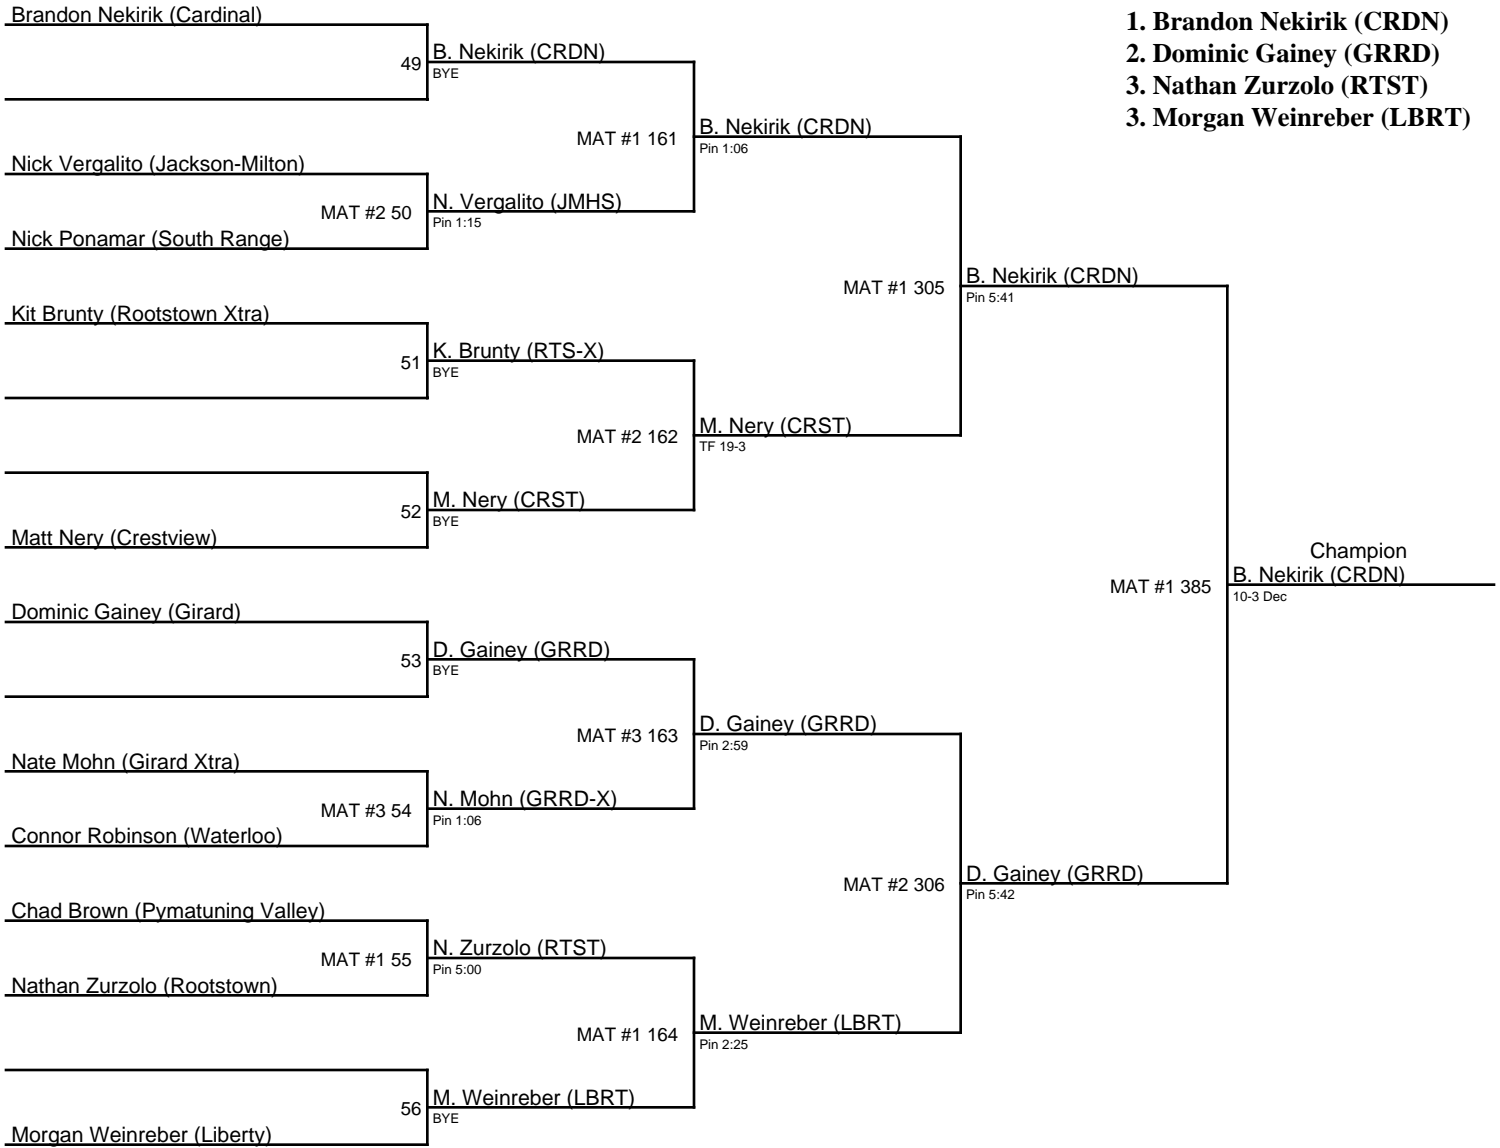 Brandon Nekirik (Cardinal)
49
B. Nekirik (CRDN)
BYE
Nick Vergalito (Jackson-Milton)
MAT #2 50
N. Vergalito (JMHS)
Pin 1:15
Nick Ponamar (South Range)
MAT #1 161
B. Nekirik (CRDN)
Pin 1:06
Kit Brunty (Rootstown Xtra)
51
K. Brunty (RTS-X)
BYE
MAT #2 162
M. Nery (CRST)
TF 19-3
52
M. Nery (CRST)
BYE
Matt Nery (Crestview)
MAT #1 305
B. Nekirik (CRDN)
Pin 5:41
Dominic Gainey (Girard)
53
D. Gainey (GRRD)
BYE
MAT #3 163
D. Gainey (GRRD)
Pin 2:59
Nate Mohn (Girard Xtra)
MAT #3 54
N. Mohn (GRRD-X)
Pin 1:06
Connor Robinson (Waterloo)
Chad Brown (Pymatuning Valley)
MAT #1 55
N. Zurzolo (RTST)
Pin 5:00
Nathan Zurzolo (Rootstown)
MAT #1 164
M. Weinreber (LBRT)
Pin 2:25
56
M. Weinreber (LBRT)
BYE
Morgan Weinreber (Liberty)
MAT #2 306
D. Gainey (GRRD)
Pin 5:42
MAT #1 385
Champion
B. Nekirik (CRDN)
10-3 Dec
1. Brandon Nekirik (CRDN)
2. Dominic Gainey (GRRD)
3. Nathan Zurzolo (RTST)
3. Morgan Weinreber (LBRT)